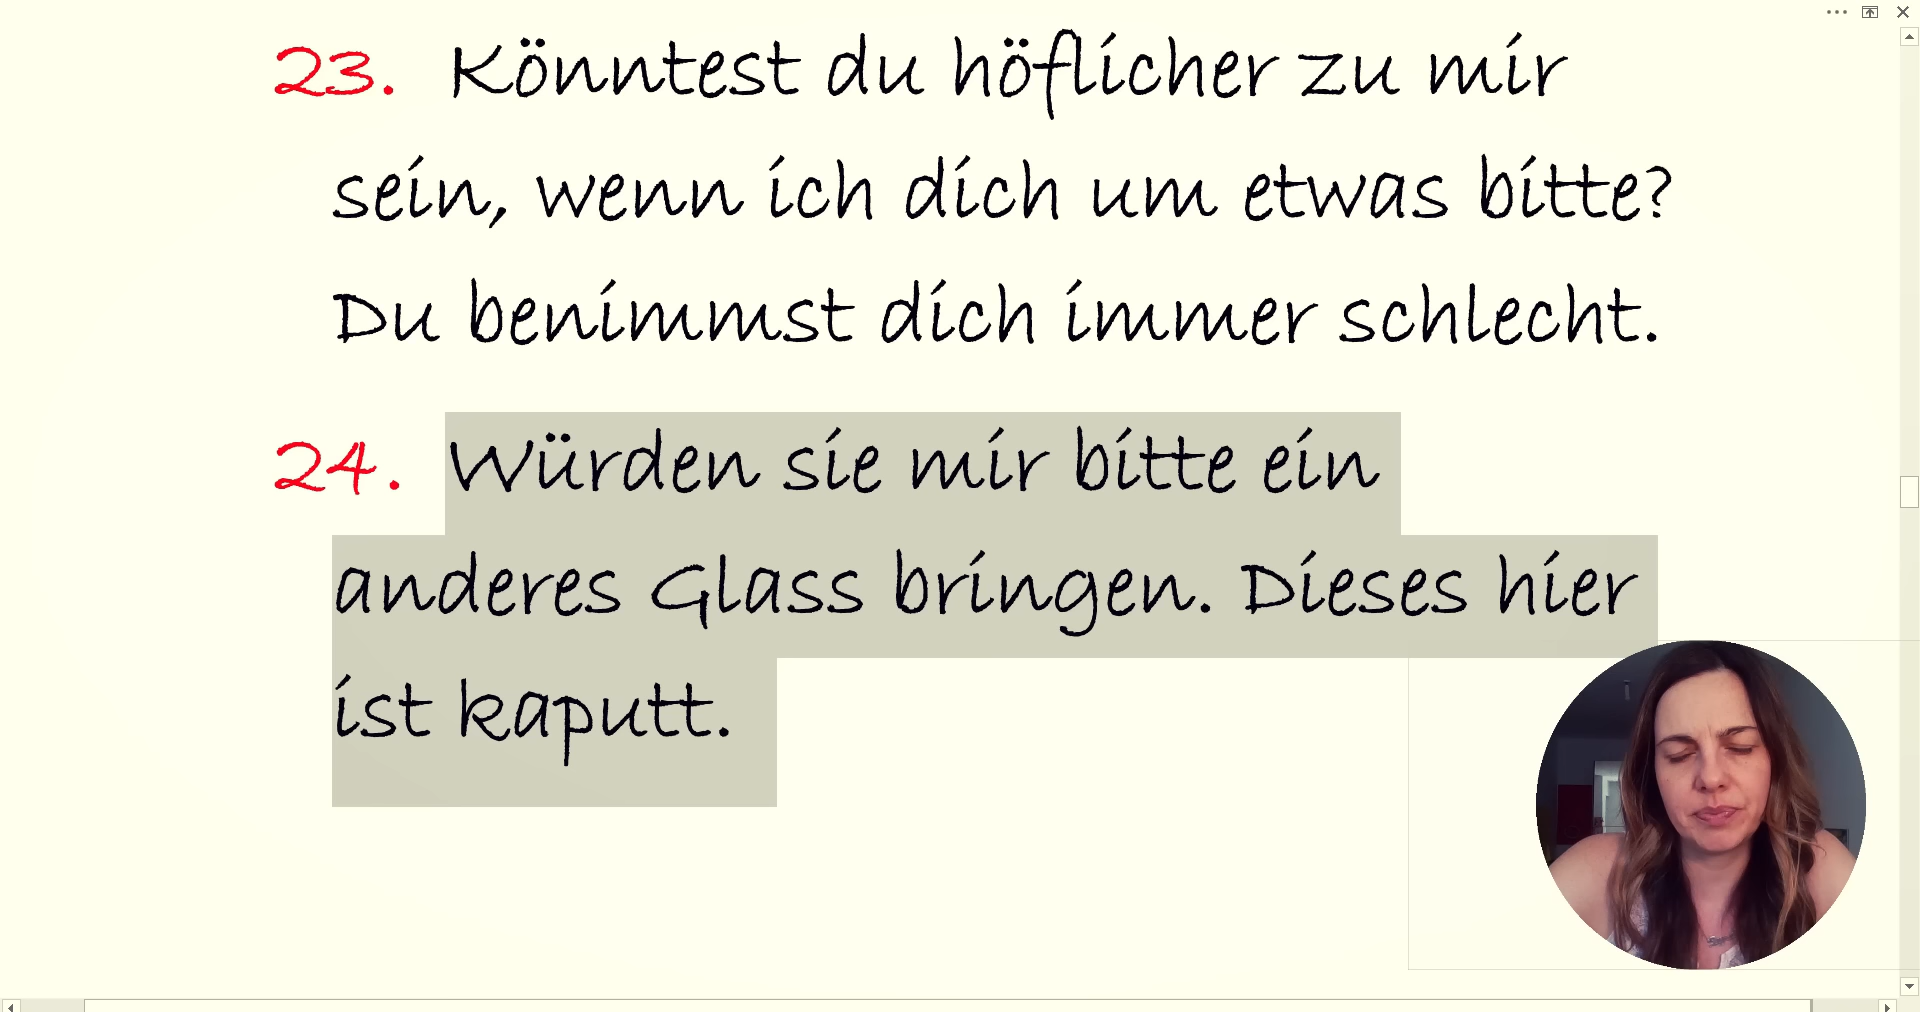 23. Könntest du höflicher zu mir
sein, wenn ich dich um etwas bitte?
Du benimmst dich immer schlecht.
24. Würden sie mir bitte ein
anderes Glass bringen. Dieses hier
ist kaputt.